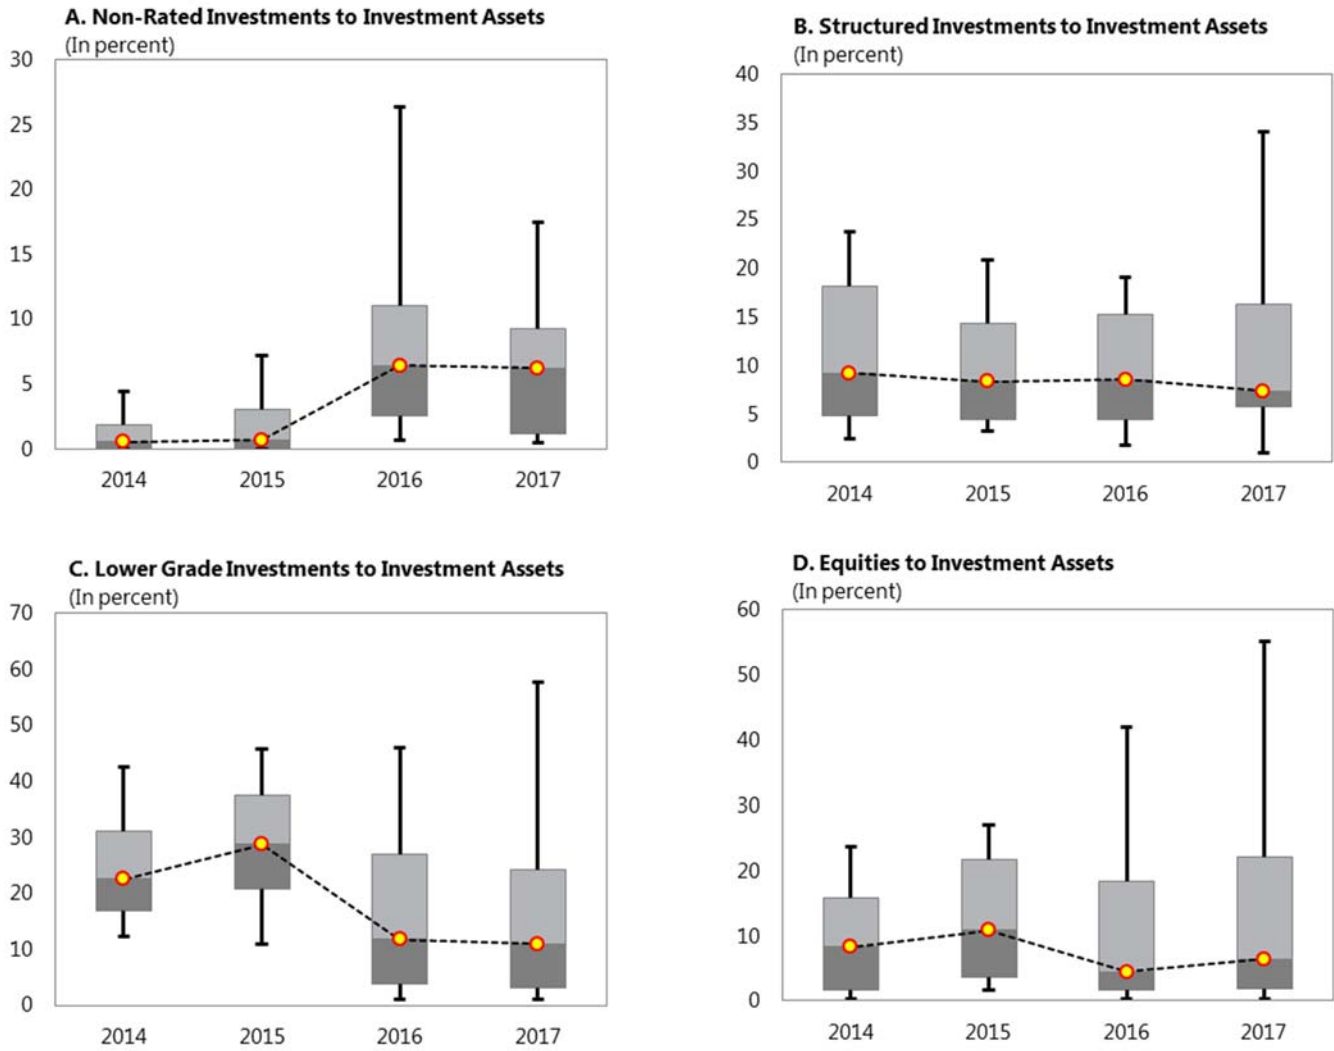 A. Non-Rated Investments to Investment Assets
(In percent)
30
25
20
15
10
5
0
2014 2015 2016 2017
B. Structured Investments to Investment Assets
(In percent)
40
35
30
25
20
15
10
5
0
2014 2015 2016 2017
C. Lower Grade Investments to Investment Assets
(In percent)
70
60
50
40
30
20
10
0
2014 2015 2016 2017
D. Equities to Investment Assets
(In percent)
60
50
40
30
20
10
0
2014 2015 2016 2017